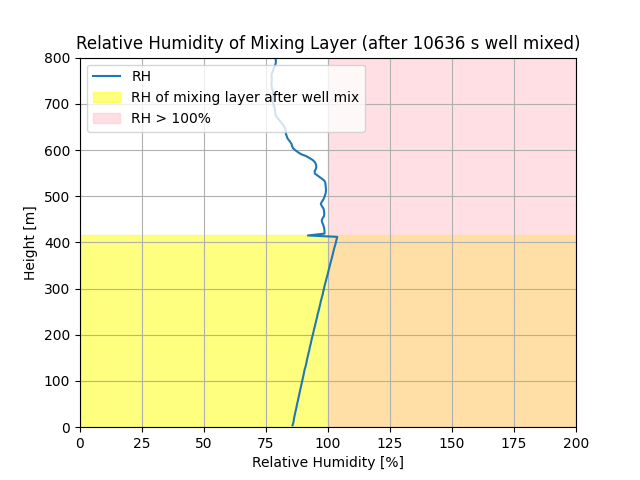 Relative Humidity of Mixing Layer (after 10636 s well mixed)
800
700
600
500
400
300
200
100
0
Height [m]
RH
RH of mixing layer after well mix
RH > 100%
0 25 50 75 100 125 150 175 200
Relative Humidity [%]